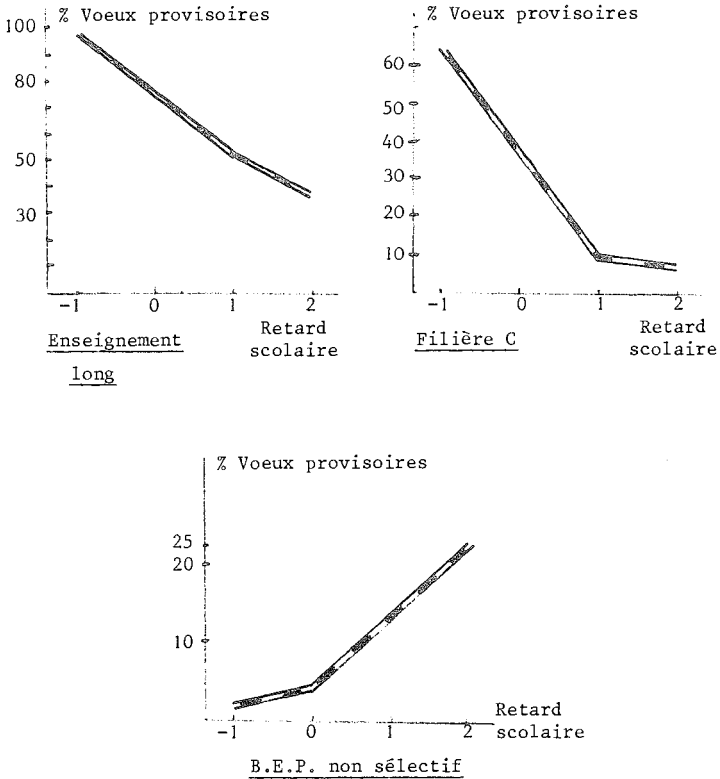 % Voeux provisoires
100
80
50
30
-1 0 1 2
Retard
scolaire
Enseignement
long
% Voeux provisoires
60
50
40
30
20
10
-1 0 1 2
Retard
scolaire
Filière C
% Voeux provisoires
25
20
10
-1 0 1 2
Retard
scolaire
B.E.P. non sélectif